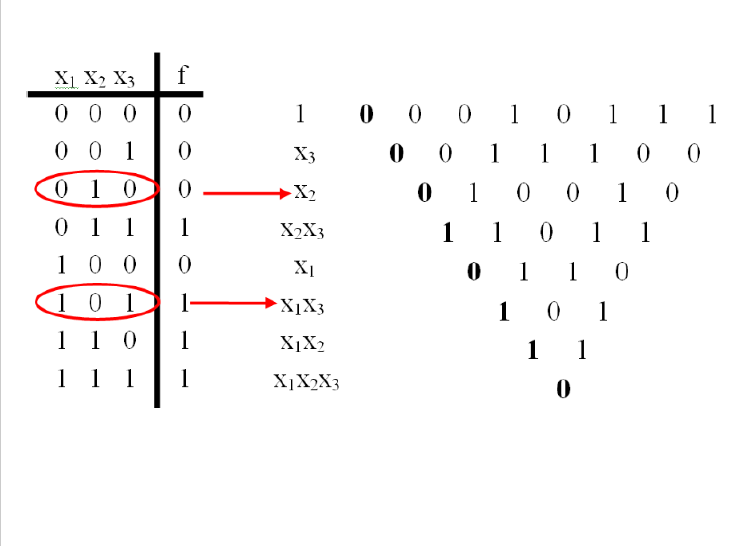 x₁ x₂ x₃ f
0 0 0 0 1 0 0 0 1 0 1 1 1
0 0 1 0 x₃ 0 0 1 1 1 0 0
0 1 0 0 x₂ 0 1 0 0 1 0
0 1 1 1 x₂x₃ 1 1 0 1 1
1 0 0 0 x₁ 0 1 1 0
1 0 1 1 x₁x₃ 1 0 1
1 1 0 1 x₁x₂ 1 1
1 1 1 1 x₁x₂x₃ 0